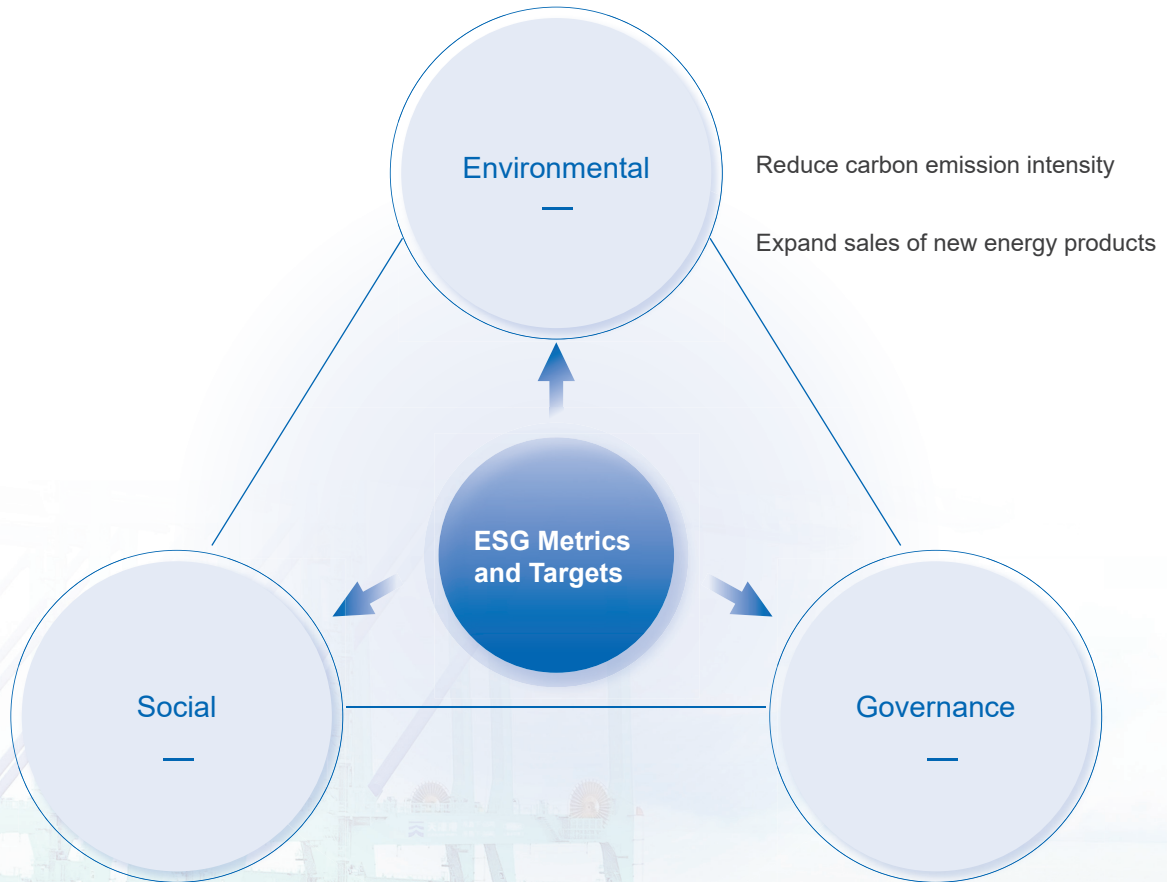 Environmental
Reduce carbon emission intensity
Expand sales of new energy products
ESG Metrics
and Targets
Social
Governance